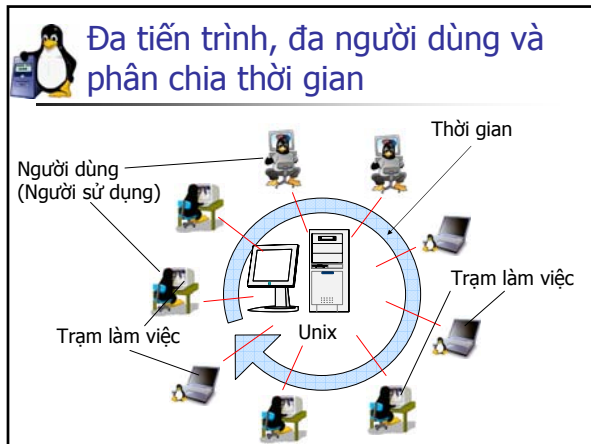 Đa tiến trình, đa người dùng và
phân chia thời gian
Thời gian
Người dùng
(Người sử dụng)
Trạm làm việc
Trạm làm việc
Unix